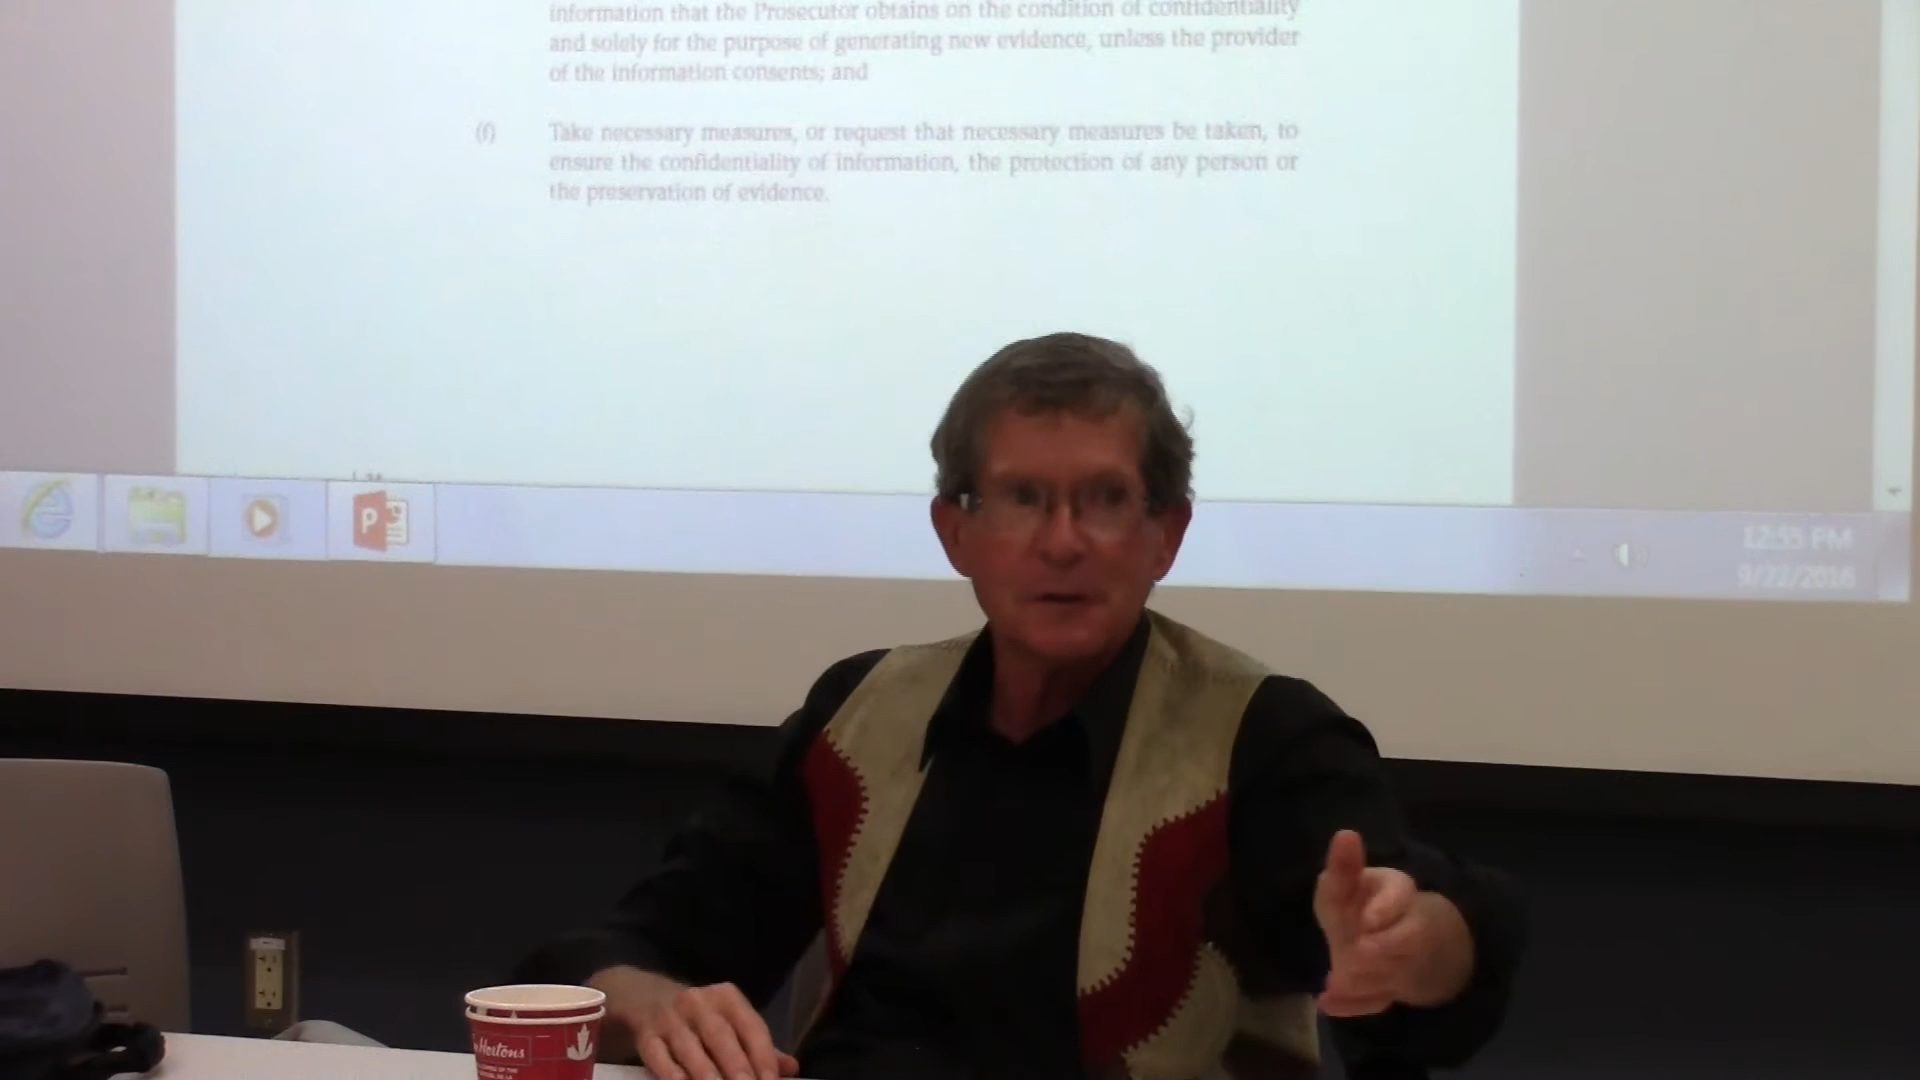 information that the Prosecutor obtains on the condition of confidentiality
and solely for the purpose of generating new evidence, unless the provider
of the information consents; and
(f) Take necessary measures, or request that necessary measures be taken, to
ensure the confidentiality of information, the protection of any person or
the preservation of evidence.
P
12:55 PM
9/22/2016
Hortons